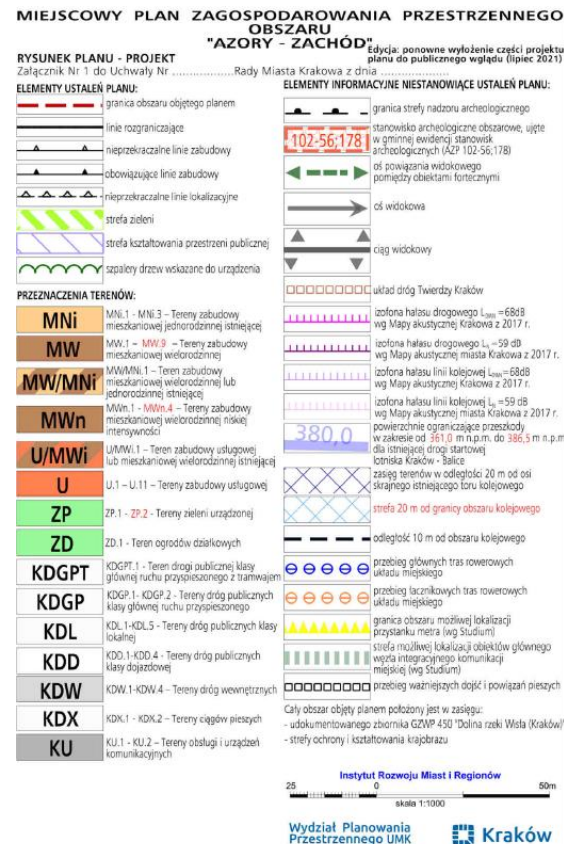 MIEJSCOWY PLAN ZAGOSPODAROWANIA PRZESTRZENNEGO
OBSZARU
"AZORY - ZACHÓD"
Edycja: ponowne wyłożenie części projektu
planu do publicznego wglądu (lipiec 2021)
RYSUNEK PLANU - PROJEKT
Załącznik Nr 1 do Uchwały Nr ..................Rady Miasta Krakowa z dnia ...................
ELEMENTY USTALEŃ PLANU:
granica obszaru objętego planem
linie rozgraniczające
nieprzekraczalne linie zabudowy
obowiązujące linie zabudowy
nieprzekraczalne linie lokalizacyjne
strefa zieleni
strefa kształtowania przestrzeni publicznej
szpalery drzew wskazane do urządzenia
PRZEZNACZENIA TERENÓW:
MNi
MNi.1 - MNi.3 – Tereny zabudowy
mieszkaniowej jednorodzinnej istniejącej
MW
MW.1 – MW.9 – Tereny zabudowy
mieszkaniowej wielorodzinnej
MW/MNi
MW/MNi.1 – Teren zabudowy
mieszkaniowej wielorodzinnej lub
jednorodzinnej istniejącej
MWn
MWn.1 - MWn.4 – Tereny zabudowy
mieszkaniowej wielorodzinnej niskiej
intensywności
U/MWi
U/MWi.1 – Teren zabudowy usługowej
lub mieszkaniowej wielorodzinnej istniejącej
U
U.1 – U.11 – Tereny zabudowy usługowej
ZP
ZP.1 - ZP.2 - Tereny zieleni urządzonej
ZD
ZD.1 - Teren ogrodów działkowych
KDGPT
KDGPT.1 - Teren drogi publicznej klasy
głównej ruchu przyspieszonego z tramwajem
KDGP
KDGP.1- KDGP.2 - Tereny dróg publicznych
klasy głównej ruchu przyspieszonego
KDL
KDL.1-KDL.5 - Tereny dróg publicznych klasy
lokalnej
KDD
KDD.1-KDD.4 - Tereny dróg publicznych
klasy dojazdowej
KDW
KDW.1-KDW.4 – Tereny dróg wewnętrznych
KDX
KDX.1 - KDX.2 – Tereny ciągów pieszych
KU
KU.1 - KU.2 – Tereny obsługi i urządzeń
komunikacyjnych
ELEMENTY INFORMACYJNE NIESTANOWIĄCE USTALEŃ PLANU:
granica strefy nadzoru archeologicznego
102-56;178
stanowisko archeologiczne obszarowe, ujęte
w gminnej ewidencji stanowisk
archeologicznych (AZP 102-56;178)
oś powiązania widokowego
pomiędzy obiektami fortecznymi
oś widokowa
ciąg widokowy
układ dróg Twierdzy Kraków
izofona hałasu drogowego LDWN =68dB
wg Mapy akustycznej Krakowa z 2017 r.
izofona hałasu drogowego LN =59 dB
wg Mapy akustycznej miasta Krakowa z 2017 r.
izofona hałasu linii kolejowej LDWN=68dB
wg Mapy akustycznej Krakowa z 2017 r.
izofona hałasu linii kolejowej LN =59 dB
wg Mapy akustycznej miasta Krakowa z 2017 r.
380,0
powierzchnie ograniczające przeszkody
w zakresie od 361,0 m n.p.m. do 386,5 m n.p.m
dla istniejącej drogi startowej
lotniska Kraków - Balice
zasięg terenów w odległości 20 m od osi
skrajnego istniejącego toru kolejowego
strefa 20 m od granicy obszaru kolejowego
odległość 10 m od obszaru kolejowego
przebieg głównych tras rowerowych
układu miejskiego
przebieg łącznikowych tras rowerowych
układu miejskiego
granica obszaru możliwej lokalizacji
przystanku metra (wg Studium)
strefa możliwej lokalizacji obiektów głównego
węzła integracyjnego komunikacji
miejskiej (wg Studium)
przebieg ważniejszych dojść i powiązań pieszych
Cały obszar objęty planem położony jest w zasięgu:
- udokumentowanego zbiornika GZWP 450 "Dolina rzeki Wisła (Kraków)"
- strefy ochrony i kształtowania krajobrazu
Instytut Rozwoju Miast i Regionów
25 0 50m
skala 1:1000
Wydział Planowania
Przestrzennego UMK
Kraków